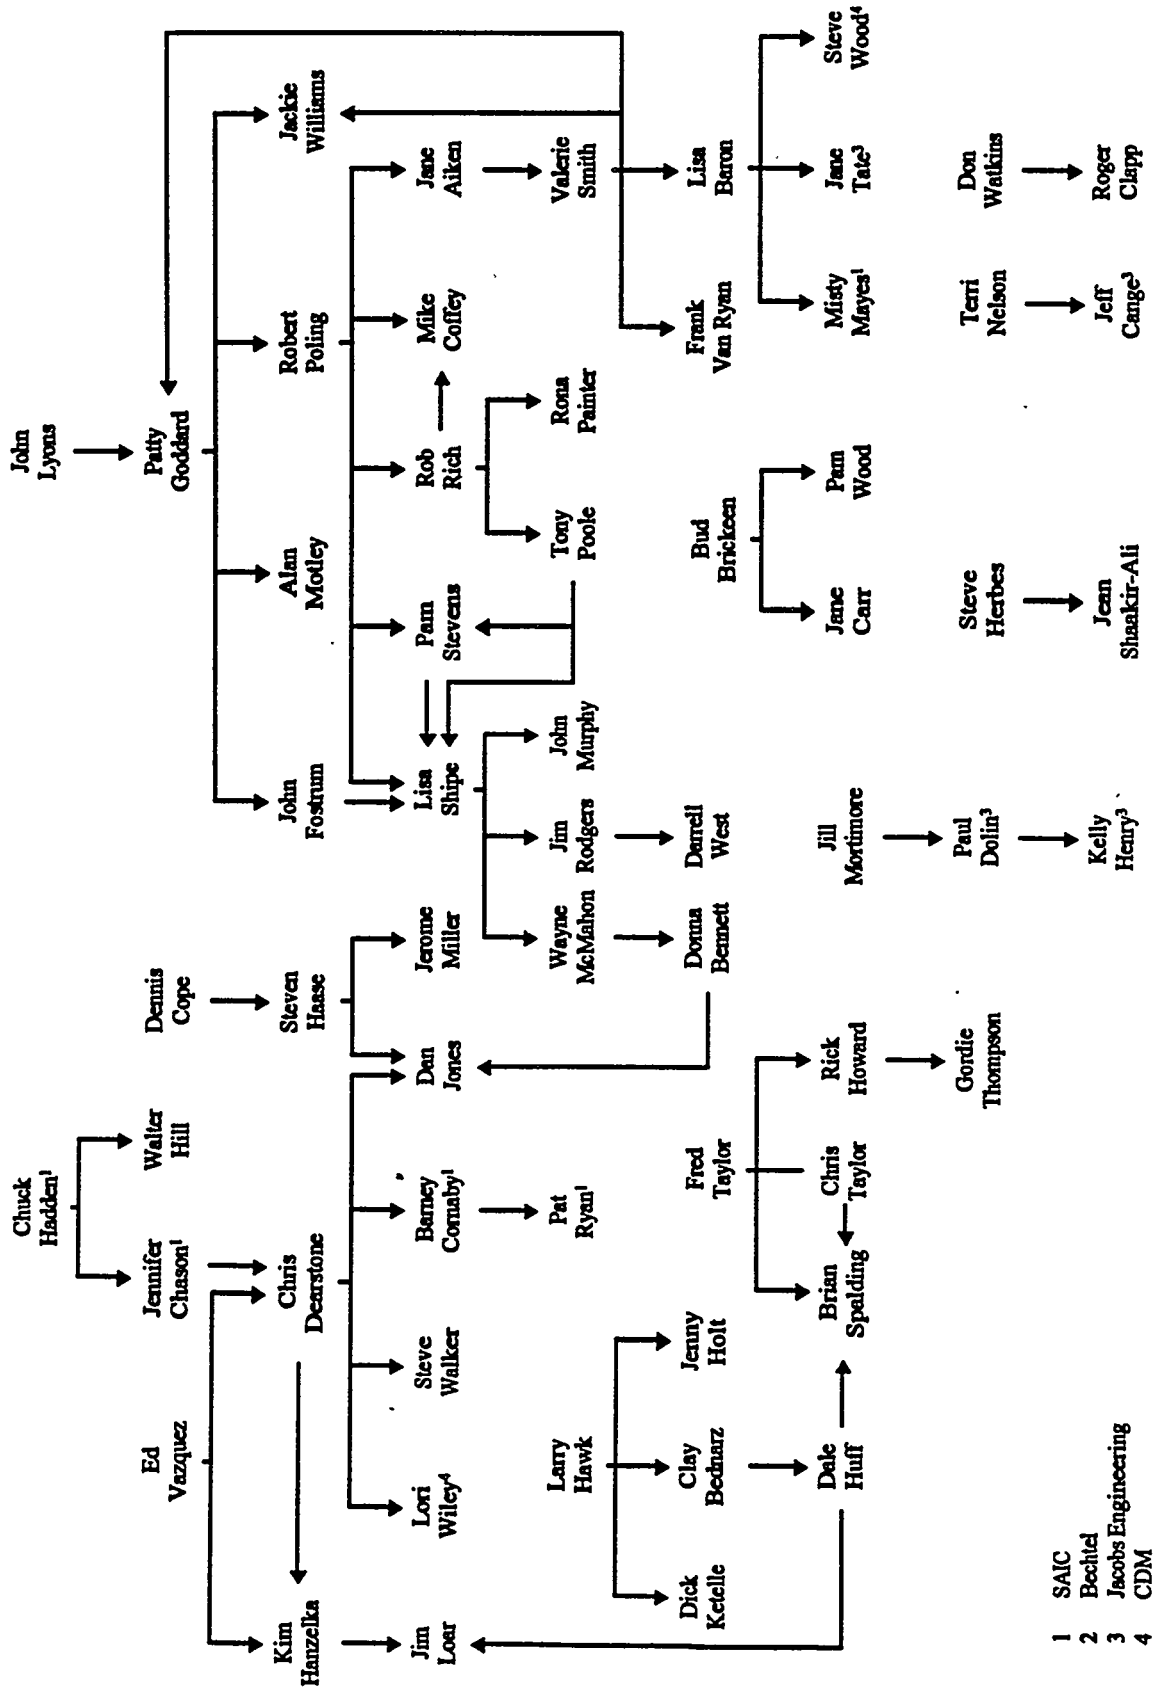 John
Lyons
Chuck
Hadden¹
Patty
Goddard
Dennis
Cope
Walter
Hill
Jennifer
Chason¹
Ed
Vazquez
Kim
Hanzelka
Chris
Dearstone
Steven
Haase
John
Fostrum
Alan
Motley
Robert
Poling
Jackie
Williams
Jim
Loar
Lori
Wiley⁴
Steve
Walker
Barney
Cornaby¹
Dan
Jones
Jerome
Miller
Lisa
Shipe
Pam
Stevens
Rob
Rich
Mike
Coffey
Jane
Aiken
Larry
Hawk
Pat
Ryan¹
Wayne
McMahon
Jim
Rodgers
John
Murphy
Tony
Poole
Rona
Painter
Valerie
Smith
Dick
Ketelle
Clay
Bednarz
Jenny
Holt
Fred
Taylor
Donna
Bennett
Darrell
West
Bud
Brickeen
Frank
Van Ryan
Lisa
Baron
Dale
Huff
Brian
Spalding
Chris
Taylor
Rick
Howard
Jill
Mortimore
Jane
Carr
Pam
Wood
Misty
Mayes¹
Jane
Tate³
Steve
Wood⁴
Gordie
Thompson
Paul
Dolin³
Steve
Herbes
Terri
Nelson
Don
Watkins
Kelly
Henry³
Jean
Shaakir-Ali
Jeff
Cange³
Roger
Clapp
1 SAIC
2 Bechtel
3 Jacobs Engineering
4 CDM